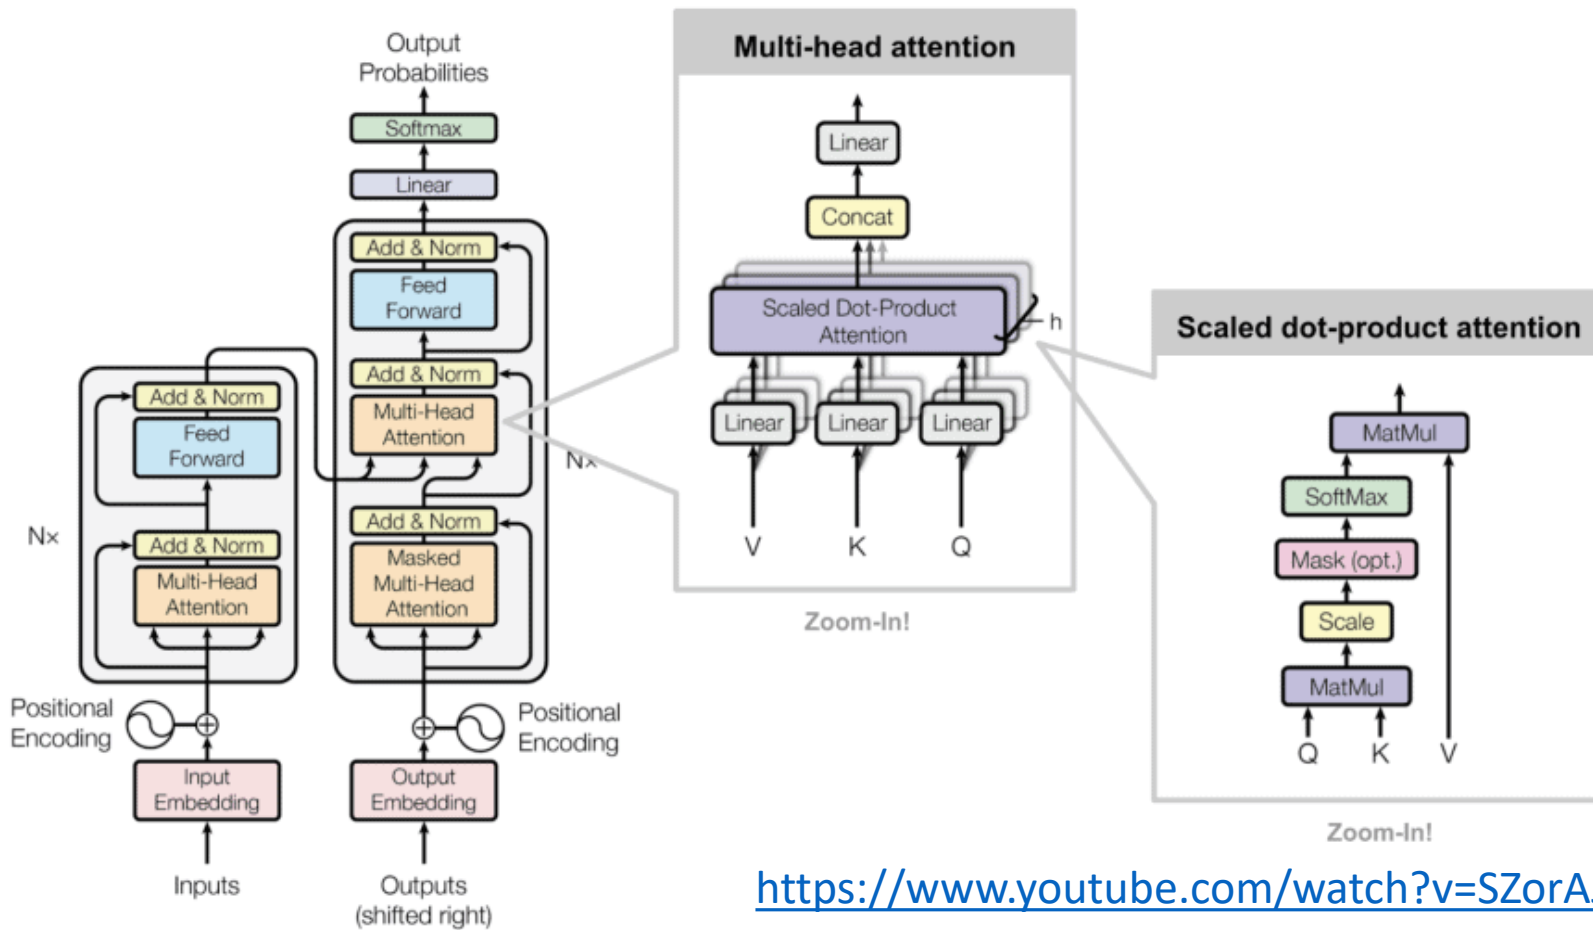 Output
Probabilities
Softmax
Linear
Add & Norm
Feed
Forward
Add & Norm
Multi-Head
Attention
Nx
Add & Norm
Masked
Multi-Head
Attention
Add & Norm
Feed
Forward
Nx
Add & Norm
Multi-Head
Attention
Positional
Encoding
Positional
Encoding
Input
Embedding
Output
Embedding
Inputs
Outputs
(shifted right)
Multi-head attention
Linear
Concat
Scaled Dot-Product
Attention
h
Linear Linear Linear
V K Q
Zoom-In!
Scaled dot-product attention
MatMul
SoftMax
Mask (opt.)
Scale
MatMul
Q K V
Zoom-In!
https://www.youtube.com/watch?v=SZorA